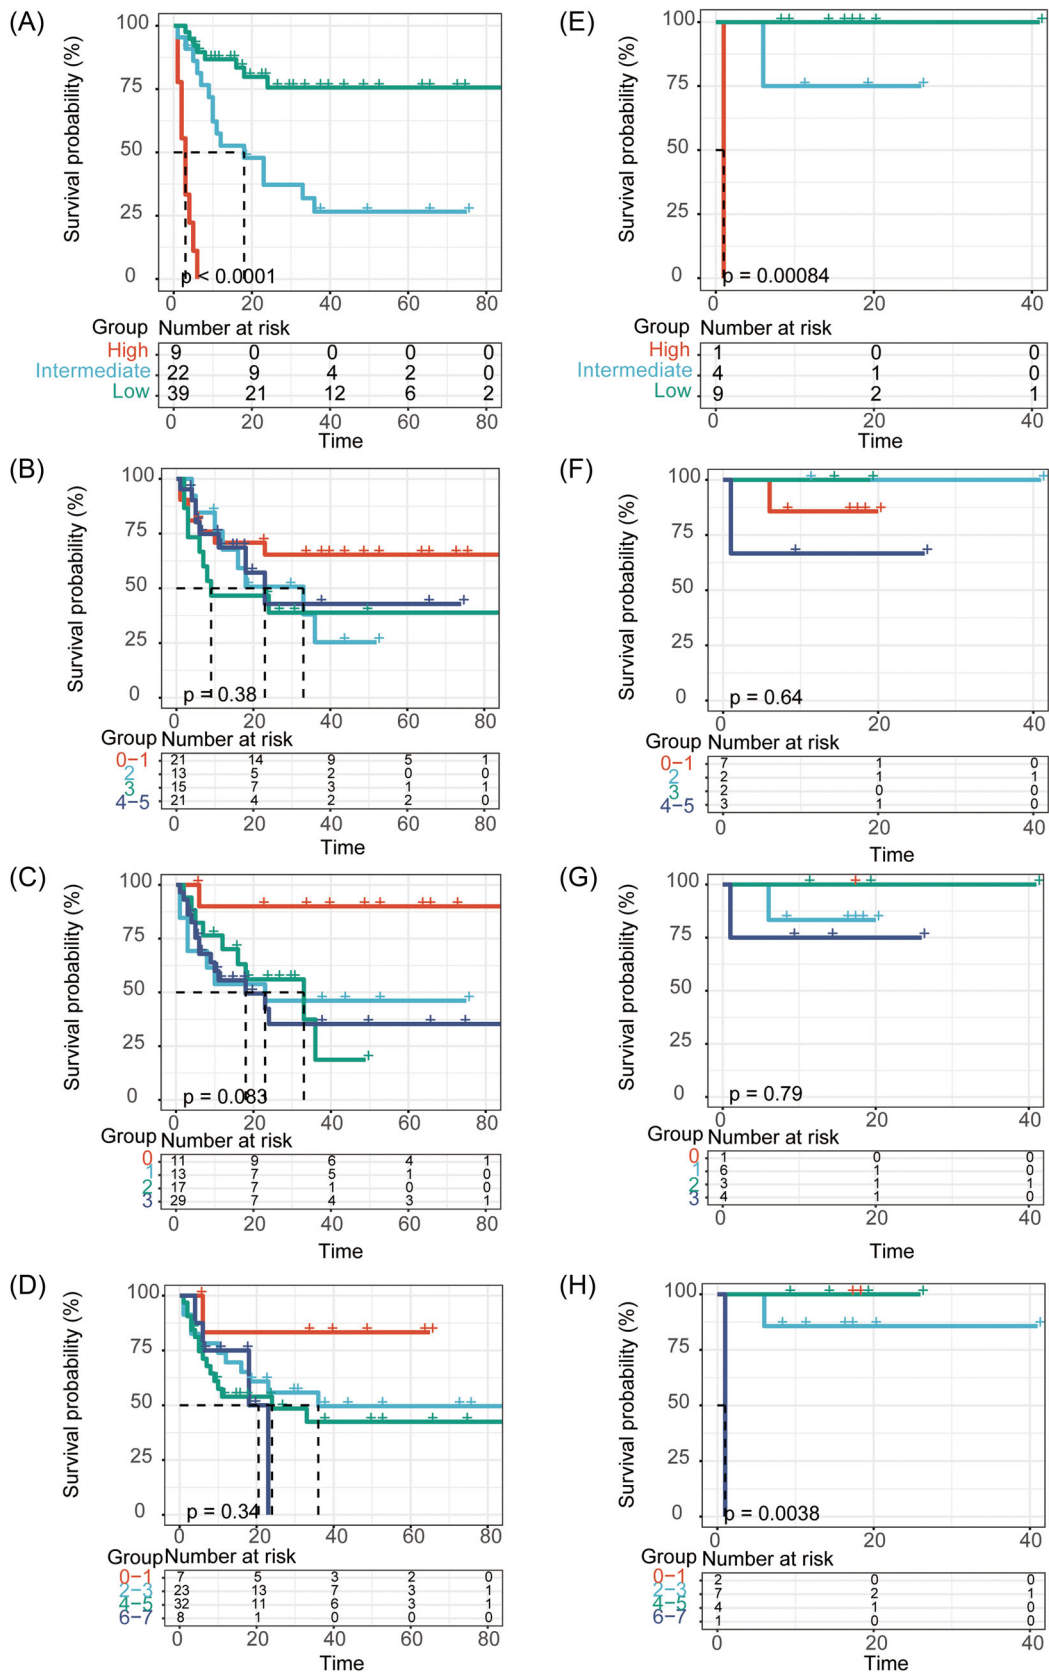 (A)
Survival probability (%)
100
75
50
25
0
p < 0.0001
0 20 40 60 80
Group Number at risk
High 9 0 0 0 0
Intermediate 22 9 4 2 0
Low 39 21 12 6 2
0 20 40 60 80
Time
(E)
Survival probability (%)
100
75
50
25
0
p = 0.00084
0 20 40
Group Number at risk
High 1 0 0
Intermediate 4 1 0
Low 9 2 1
0 20 40
Time
(B)
Survival probability (%)
100
75
50
25
0
p = 0.38
0 20 40 60 80
Group Number at risk
0−1 21 14 9 5 1
2 13 5 2 0 0
3 15 7 3 1 1
4−5 21 4 2 2 0
0 20 40 60 80
Time
(F)
Survival probability (%)
100
75
50
25
0
p = 0.64
0 20 40
Group Number at risk
0−1 7 1 0
2 2 1 1
3 2 0 0
4−5 3 1 0
0 20 40
Time
(C)
Survival probability (%)
100
75
50
25
0
p = 0.083
0 20 40 60 80
Group Number at risk
0 11 9 6 4 1
1 13 7 5 1 0
2 17 7 1 0 0
3 29 7 4 3 1
0 20 40 60 80
Time
(G)
Survival probability (%)
100
75
50
25
0
p = 0.79
0 20 40
Group Number at risk
0 1 0 0
1 6 1 0
2 3 1 1
3 4 1 0
0 20 40
Time
(D)
Survival probability (%)
100
75
50
25
0
p = 0.34
0 20 40 60 80
Group Number at risk
0−1 7 5 3 2 0
2−3 23 13 7 3 1
4−5 32 11 6 3 1
6−7 8 1 0 0 0
0 20 40 60 80
Time
(H)
Survival probability (%)
100
75
50
25
0
p = 0.0038
0 20 40
Group Number at risk
0−1 2 0 0
2−3 7 2 1
4−5 4 1 0
6−7 1 0 0
0 20 40
Time